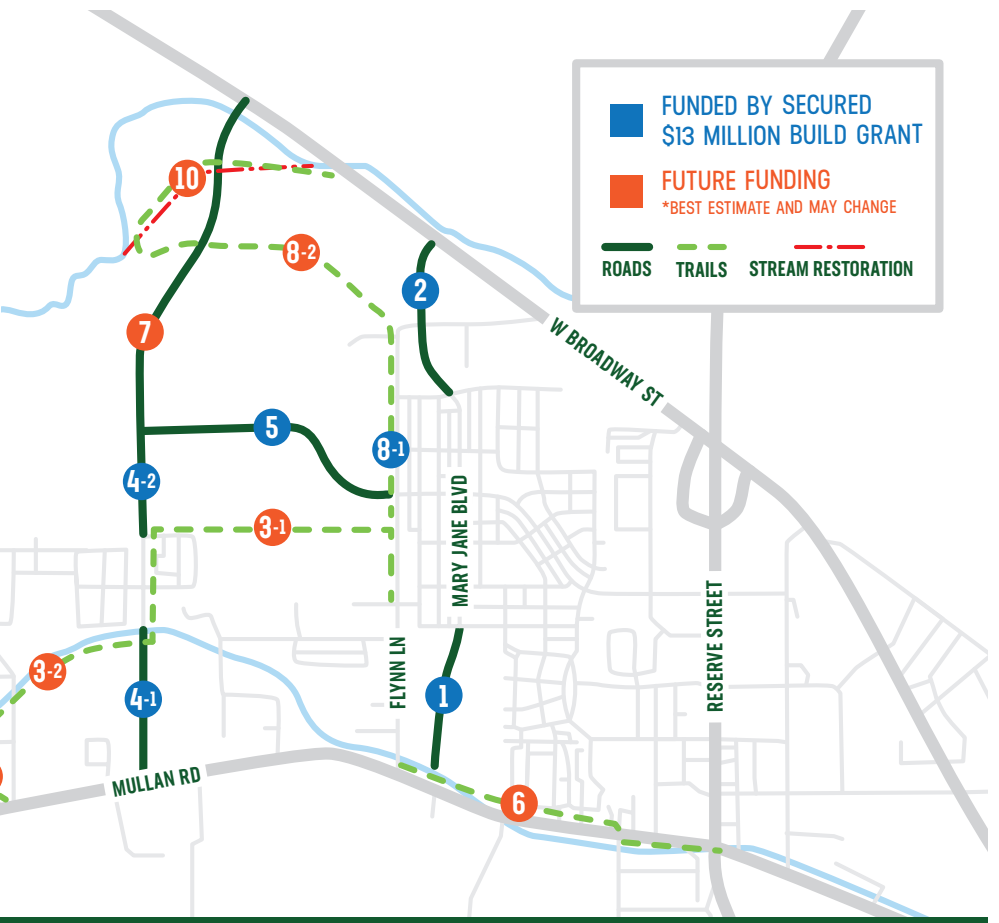 FUNDED BY SECURED
$13 MILLION BUILD GRANT
FUTURE FUNDING
*BEST ESTIMATE AND MAY CHANGE
ROADS
TRAILS
STREAM RESTORATION
10
8-2
2
7
W BROADWAY ST
5
8-1
4-2
3-1
MARY JANE BLVD
RESERVE STREET
FLYNN LN
3-2
4-1
1
MULLAN RD
6